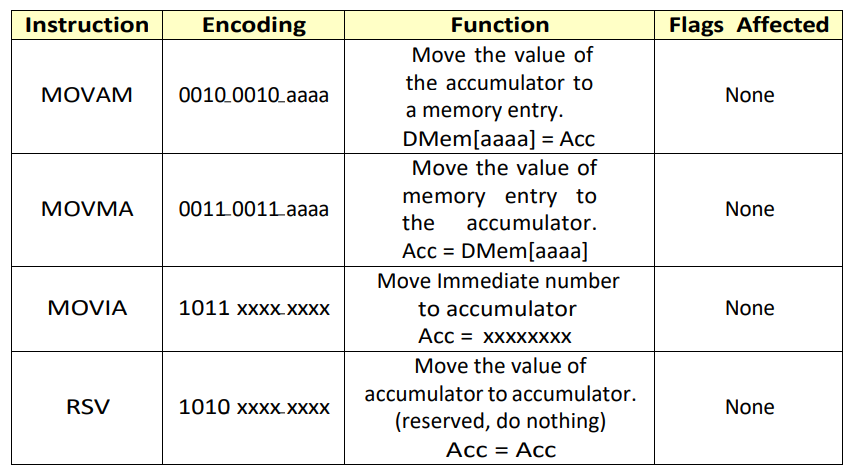 Instruction Encoding Function Flags Affected
MOVAM 0010_0010_aaaa Move the value of
the accumulator to
a memory entry.
DMem[aaaa] = Acc None
MOVMA 0011_0011_aaaa Move the value of
memory entry to
the accumulator.
Acc = DMem[aaaa] None
MOVIA 1011 xxxx_xxxx Move Immediate number
to accumulator
Acc = xxxxxxxx None
RSV 1010 xxxx_xxxx Move the value of
accumulator to accumulator.
(reserved, do nothing)
Acc = Acc None